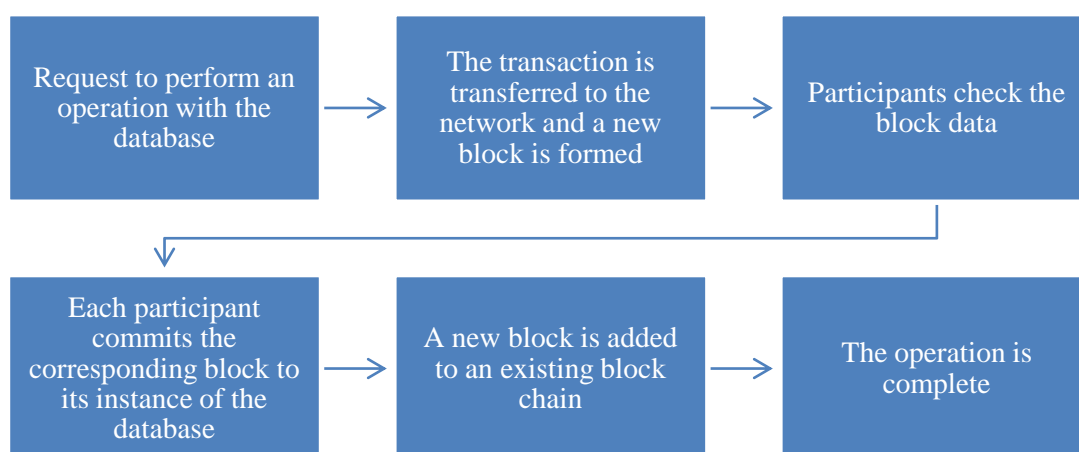 Request to perform an
operation with the
database
The transaction is
transferred to the
network and a new
block is formed
Participants check the
block data
Each participant
commits the
corresponding block to
its instance of the
database
A new block is added
to an existing block
chain
The operation is
complete